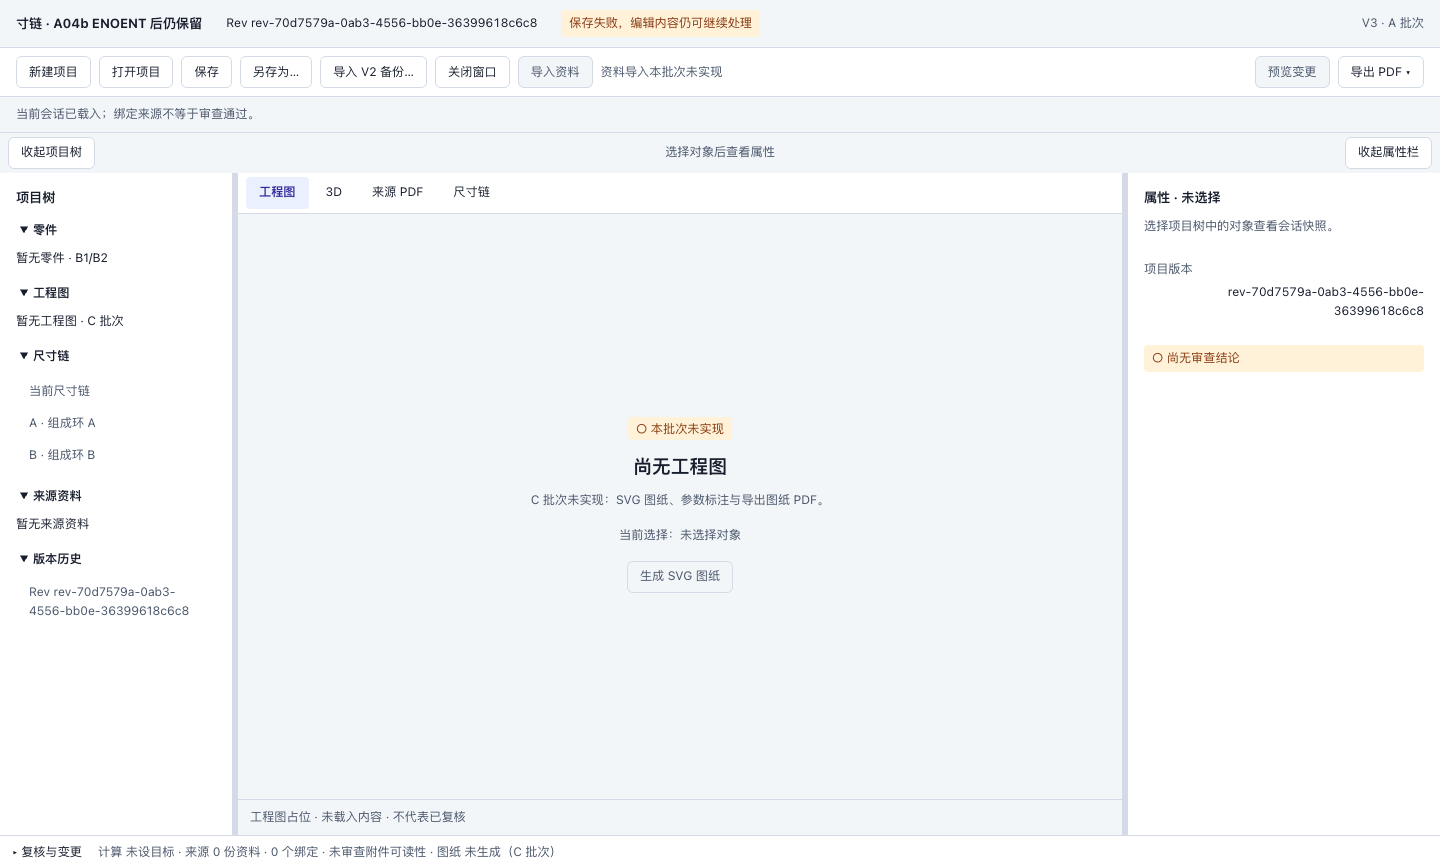 寸链 · A04b ENOENT 后仍保留 Rev rev-70d7579a-0ab3-4556-bb0e-36399618c6c8 保存失败，编辑内容仍可继续处理 V3 · A 批次
新建项目 打开项目 保存 另存为... 导入 V2 备份... 关闭窗口 导入资料 资料导入本批次未实现 预览变更 导出 PDF
当前会话已载入；绑定来源不等于审查通过。
收起项目树 选择对象后查看属性 收起属性栏
项目树
零件
暂无零件 · B1/B2
工程图
暂无工程图 · C 批次
尺寸链
当前尺寸链
A · 组成环 A
B · 组成环 B
来源资料
暂无来源资料
版本历史
Rev rev-70d7579a-0ab3-
4556-bb0e-36399618c6c8
工程图 3D 来源 PDF 尺寸链
本批次未实现
尚无工程图
C 批次未实现：SVG 图纸、参数标注与导出图纸 PDF。
当前选择：未选择对象
生成 SVG 图纸
工程图占位 · 未载入内容 · 不代表已复核
属性 · 未选择
选择项目树中的对象查看会话快照。
项目版本
rev-70d7579a-0ab3-4556-bb0e-
36399618c6c8
尚无审查结论
复核与变更 计算 未设目标 · 来源 0 份资料 · 0 个绑定 · 未审查附件可读性 · 图纸 未生成（C 批次）